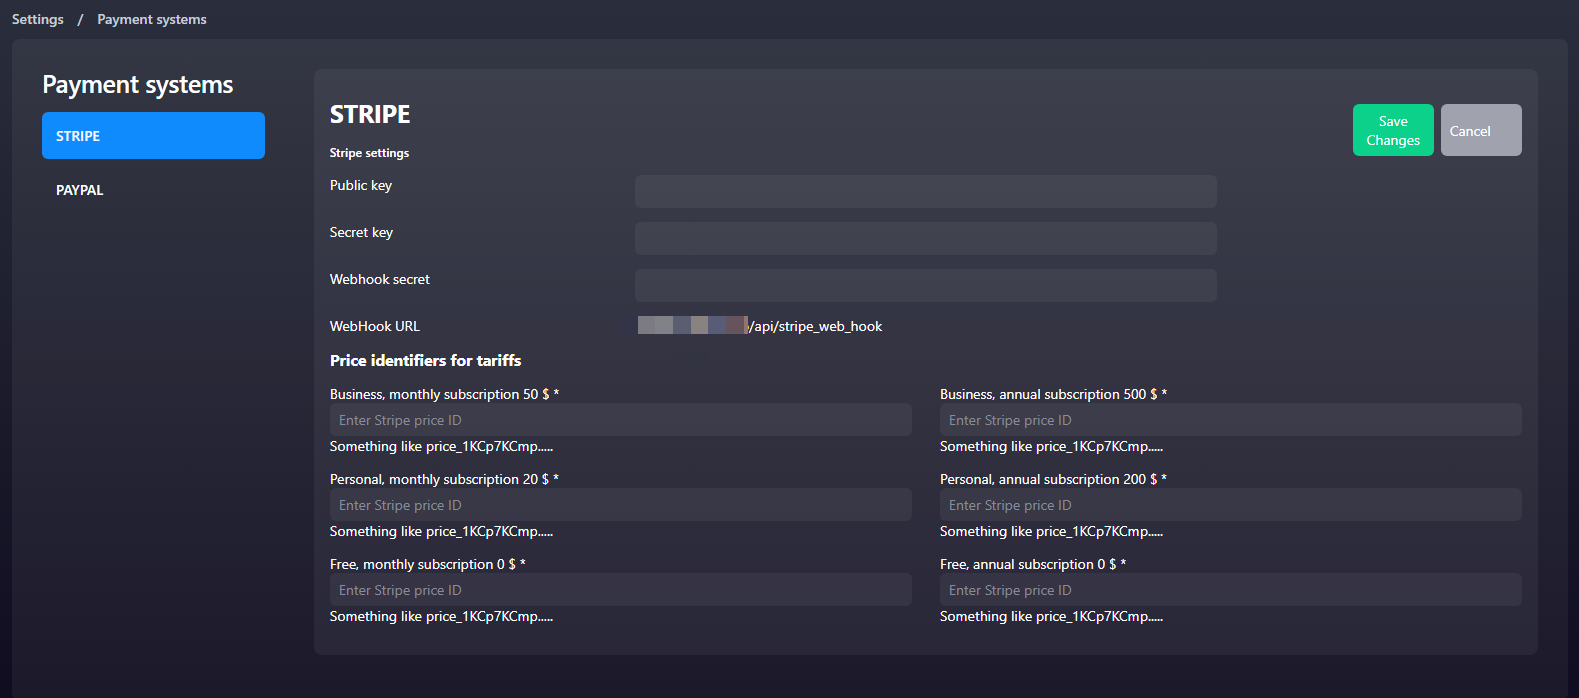 Settings / Payment systems
Payment systems
STRIPE
PAYPAL
STRIPE
Save
Changes
Cancel
Stripe settings
Public key
Secret key
Webhook secret
WebHook URL
/api/stripe_web_hook
Price identifiers for tariffs
Business, monthly subscription 50 $ *
Enter Stripe price ID
Something like price_1KCp7KCmp.....
Business, annual subscription 500 $ *
Enter Stripe price ID
Something like price_1KCp7KCmp.....
Personal, monthly subscription 20 $ *
Enter Stripe price ID
Something like price_1KCp7KCmp.....
Personal, annual subscription 200 $ *
Enter Stripe price ID
Something like price_1KCp7KCmp.....
Free, monthly subscription 0 $ *
Enter Stripe price ID
Something like price_1KCp7KCmp.....
Free, annual subscription 0 $ *
Enter Stripe price ID
Something like price_1KCp7KCmp.....